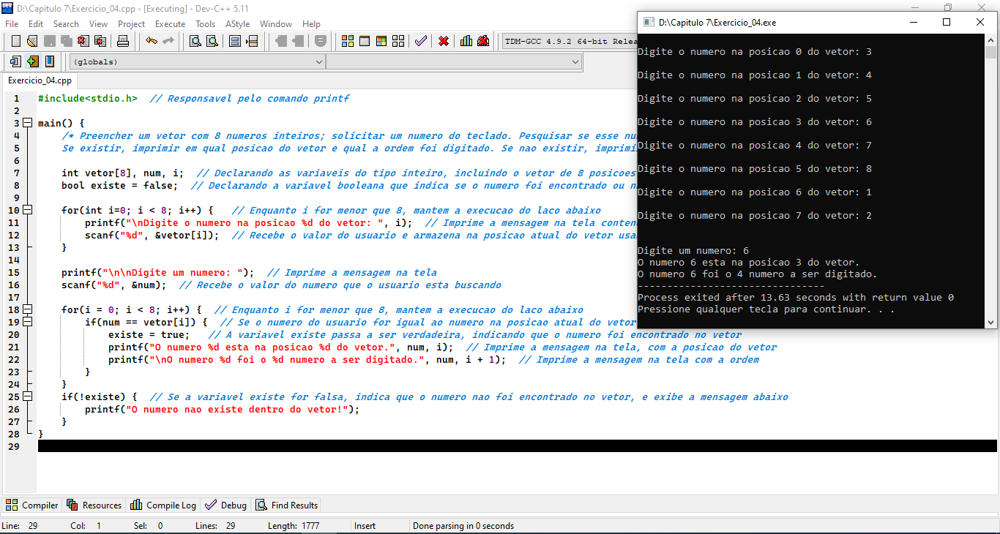 D:\Capitulo 7\Exercicio_04.cpp - [Executing] - Dev-C++ 5.11
File Edit Search View Project Execute Tools AStyle Window Help
TDM-GCC 4.9.2 64-bit Relea
(globals)
Exercicio_04.cpp
1 #include<stdio.h> // Responsavel pelo comando printf
2
3 main() {
4 /* Preencher um vetor com 8 numeros inteiros; solicitar um numero do teclado. Pesquisar se esse nu
5 Se existir, imprimir em qual posicao do vetor e qual a ordem foi digitado. Se nao existir, imprimi
6
7 int vetor[8], num, i; // Declarando as variaveis do tipo inteiro, incluindo o vetor de 8 posicoes
8 bool existe = false; // Declarando a variavel booleana que indica se o numero foi encontrado ou n
9
10 for(int i=0; i < 8; i++) { // Enquanto i for menor que 8, mantem a execucao do laco abaixo
11 printf("\nDigite o numero na posicao %d do vetor: ", i); // Imprime a mensagem na tela conten
12 scanf("%d", &vetor[i]); // Recebe o valor do usuario e armazena na posicao atual do vetor usa
13 }
14
15 printf("\n\nDigite um numero: "); // Imprime a mensagem na tela
16 scanf("%d", &num); // Recebe o valor do numero que o usuario esta buscando
17
18 for(i = 0; i < 8; i++) { // Enquanto i for menor que 8, mantem a execucao do laco abaixo
19 if(num == vetor[i]) { // Se o numero do usuario for igual ao numero na posicao atual do vetor
20 existe = true; // A variavel existe passa a ser verdadeira, indicando que o numero foi encontrado no vetor
21 printf("O numero %d esta na posicao %d do vetor.", num, i); // Imprime a mensagem na tela, com a posicao do vetor
22 printf("\nO numero %d foi o %d numero a ser digitado.", num, i + 1); // Imprime a mensagem na tela com a ordem
23 }
24 }
25 if(!existe) { // Se a variavel existe for falsa, indica que o numero nao foi encontrado no vetor, e exibe a mensagem abaixo
26 printf("O numero nao existe dentro do vetor!");
27 }
28 }
29
D:\Capitulo 7\Exercicio_04.exe
Digite o numero na posicao 0 do vetor: 3
Digite o numero na posicao 1 do vetor: 4
Digite o numero na posicao 2 do vetor: 5
Digite o numero na posicao 3 do vetor: 6
Digite o numero na posicao 4 do vetor: 7
Digite o numero na posicao 5 do vetor: 8
Digite o numero na posicao 6 do vetor: 1
Digite o numero na posicao 7 do vetor: 2
Digite um numero: 6
O numero 6 esta na posicao 3 do vetor.
O numero 6 foi o 4 numero a ser digitado.
--------------------------------
Process exited after 13.63 seconds with return value 0
Pressione qualquer tecla para continuar. . .
Compiler Resources Compile Log Debug Find Results
Line: 29 Col: 1 Sel: 0 Lines: 29 Length: 1777 Insert Done parsing in 0 seconds